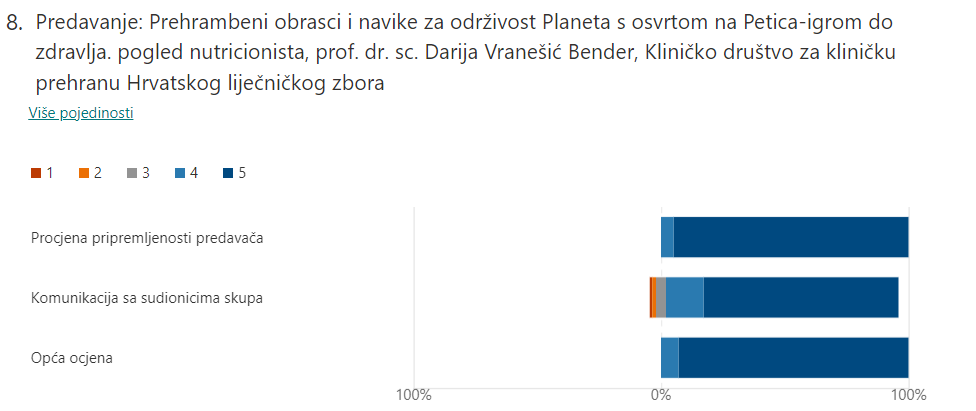 8. Predavanje: Prehrambeni obrasci i navike za održivost Planeta s osvrtom na Petica-igrom do
zdravlja. pogled nutricionista, prof. dr. sc. Darija Vranešić Bender, Kliničko društvo za kliničku
prehranu Hrvatskog liječničkog zbora
Više pojedinosti
1 2 3 4 5
Procjena pripremljenosti predavača
Komunikacija sa sudionicima skupa
Opća ocjena
100% 0% 100%